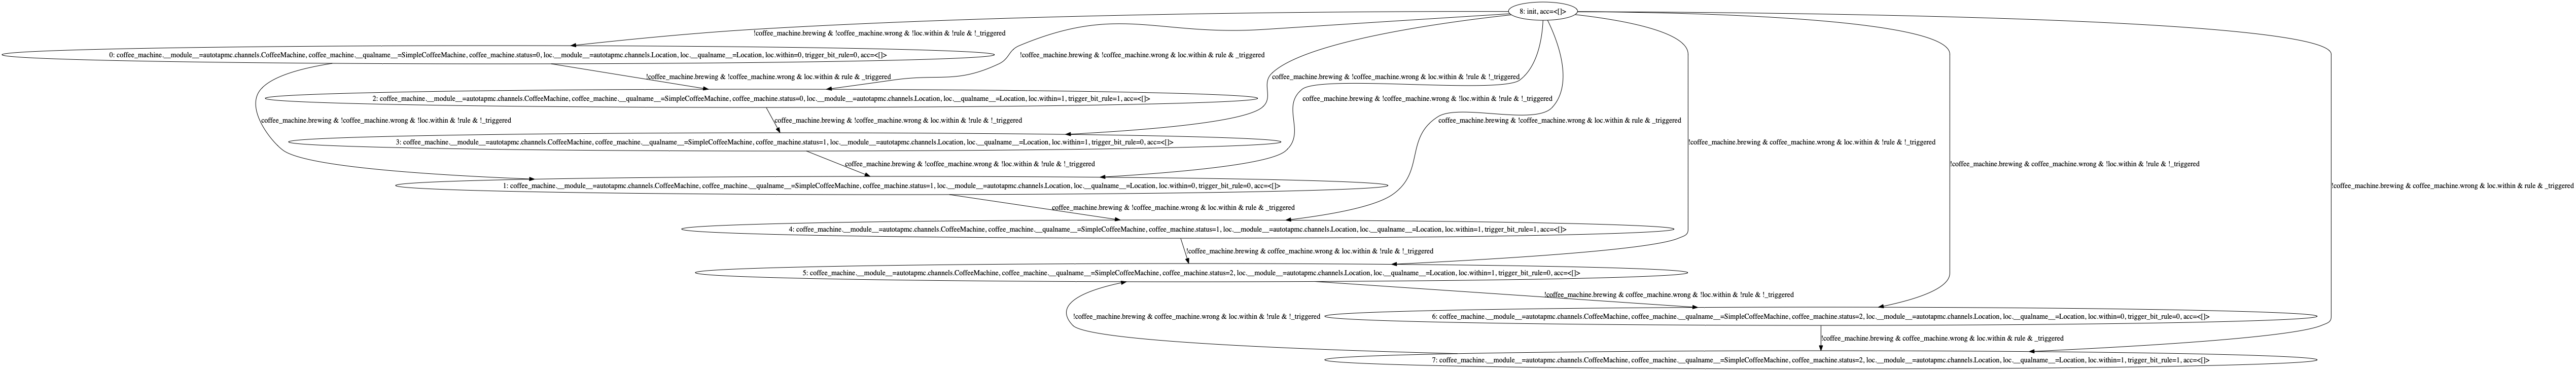 8: init, acc=<[]>
!coffee_machine.brewing & !coffee_machine.wrong & !loc.within & !rule & !_triggered
0: coffee_machine.__module__=autotapmc.channels.CoffeeMachine, coffee_machine.__qualname__=SimpleCoffeeMachine, coffee_machine.status=0, loc.__module__=autotapmc.channels.Location, loc.__qualname__=Location, loc.within=0, trigger_bit_rule=0, acc=<[]>
!coffee_machine.brewing & !coffee_machine.wrong & loc.within & rule & _triggered
!coffee_machine.brewing & !coffee_machine.wrong & loc.within & rule & _triggered
coffee_machine.brewing & !coffee_machine.wrong & loc.within & !rule & !_triggered
2: coffee_machine.__module__=autotapmc.channels.CoffeeMachine, coffee_machine.__qualname__=SimpleCoffeeMachine, coffee_machine.status=0, loc.__module__=autotapmc.channels.Location, loc.__qualname__=Location, loc.within=1, trigger_bit_rule=1, acc=<[]>
coffee_machine.brewing & !coffee_machine.wrong & !loc.within & !rule & !_triggered
coffee_machine.brewing & !coffee_machine.wrong & !loc.within & !rule & !_triggered
coffee_machine.brewing & !coffee_machine.wrong & loc.within & !rule & !_triggered
coffee_machine.brewing & !coffee_machine.wrong & loc.within & rule & _triggered
3: coffee_machine.__module__=autotapmc.channels.CoffeeMachine, coffee_machine.__qualname__=SimpleCoffeeMachine, coffee_machine.status=1, loc.__module__=autotapmc.channels.Location, loc.__qualname__=Location, loc.within=1, trigger_bit_rule=0, acc=<[]>
!coffee_machine.brewing & coffee_machine.wrong & loc.within & !rule & !_triggered
coffee_machine.brewing & !coffee_machine.wrong & !loc.within & !rule & !_triggered
!coffee_machine.brewing & coffee_machine.wrong & !loc.within & !rule & !_triggered
1: coffee_machine.__module__=autotapmc.channels.CoffeeMachine, coffee_machine.__qualname__=SimpleCoffeeMachine, coffee_machine.status=1, loc.__module__=autotapmc.channels.Location, loc.__qualname__=Location, loc.within=0, trigger_bit_rule=0, acc=<[]>
!coffee_machine.brewing & coffee_machine.wrong & loc.within & rule & _triggered
coffee_machine.brewing & !coffee_machine.wrong & loc.within & rule & _triggered
4: coffee_machine.__module__=autotapmc.channels.CoffeeMachine, coffee_machine.__qualname__=SimpleCoffeeMachine, coffee_machine.status=1, loc.__module__=autotapmc.channels.Location, loc.__qualname__=Location, loc.within=1, trigger_bit_rule=1, acc=<[]>
!coffee_machine.brewing & coffee_machine.wrong & loc.within & !rule & !_triggered
5: coffee_machine.__module__=autotapmc.channels.CoffeeMachine, coffee_machine.__qualname__=SimpleCoffeeMachine, coffee_machine.status=2, loc.__module__=autotapmc.channels.Location, loc.__qualname__=Location, loc.within=1, trigger_bit_rule=0, acc=<[]>
!coffee_machine.brewing & coffee_machine.wrong & !loc.within & !rule & !_triggered
!coffee_machine.brewing & coffee_machine.wrong & loc.within & !rule & !_triggered
6: coffee_machine.__module__=autotapmc.channels.CoffeeMachine, coffee_machine.__qualname__=SimpleCoffeeMachine, coffee_machine.status=2, loc.__module__=autotapmc.channels.Location, loc.__qualname__=Location, loc.within=0, trigger_bit_rule=0, acc=<[]>
!coffee_machine.brewing & coffee_machine.wrong & loc.within & rule & _triggered
7: coffee_machine.__module__=autotapmc.channels.CoffeeMachine, coffee_machine.__qualname__=SimpleCoffeeMachine, coffee_machine.status=2, loc.__module__=autotapmc.channels.Location, loc.__qualname__=Location, loc.within=1, trigger_bit_rule=1, acc=<[]>